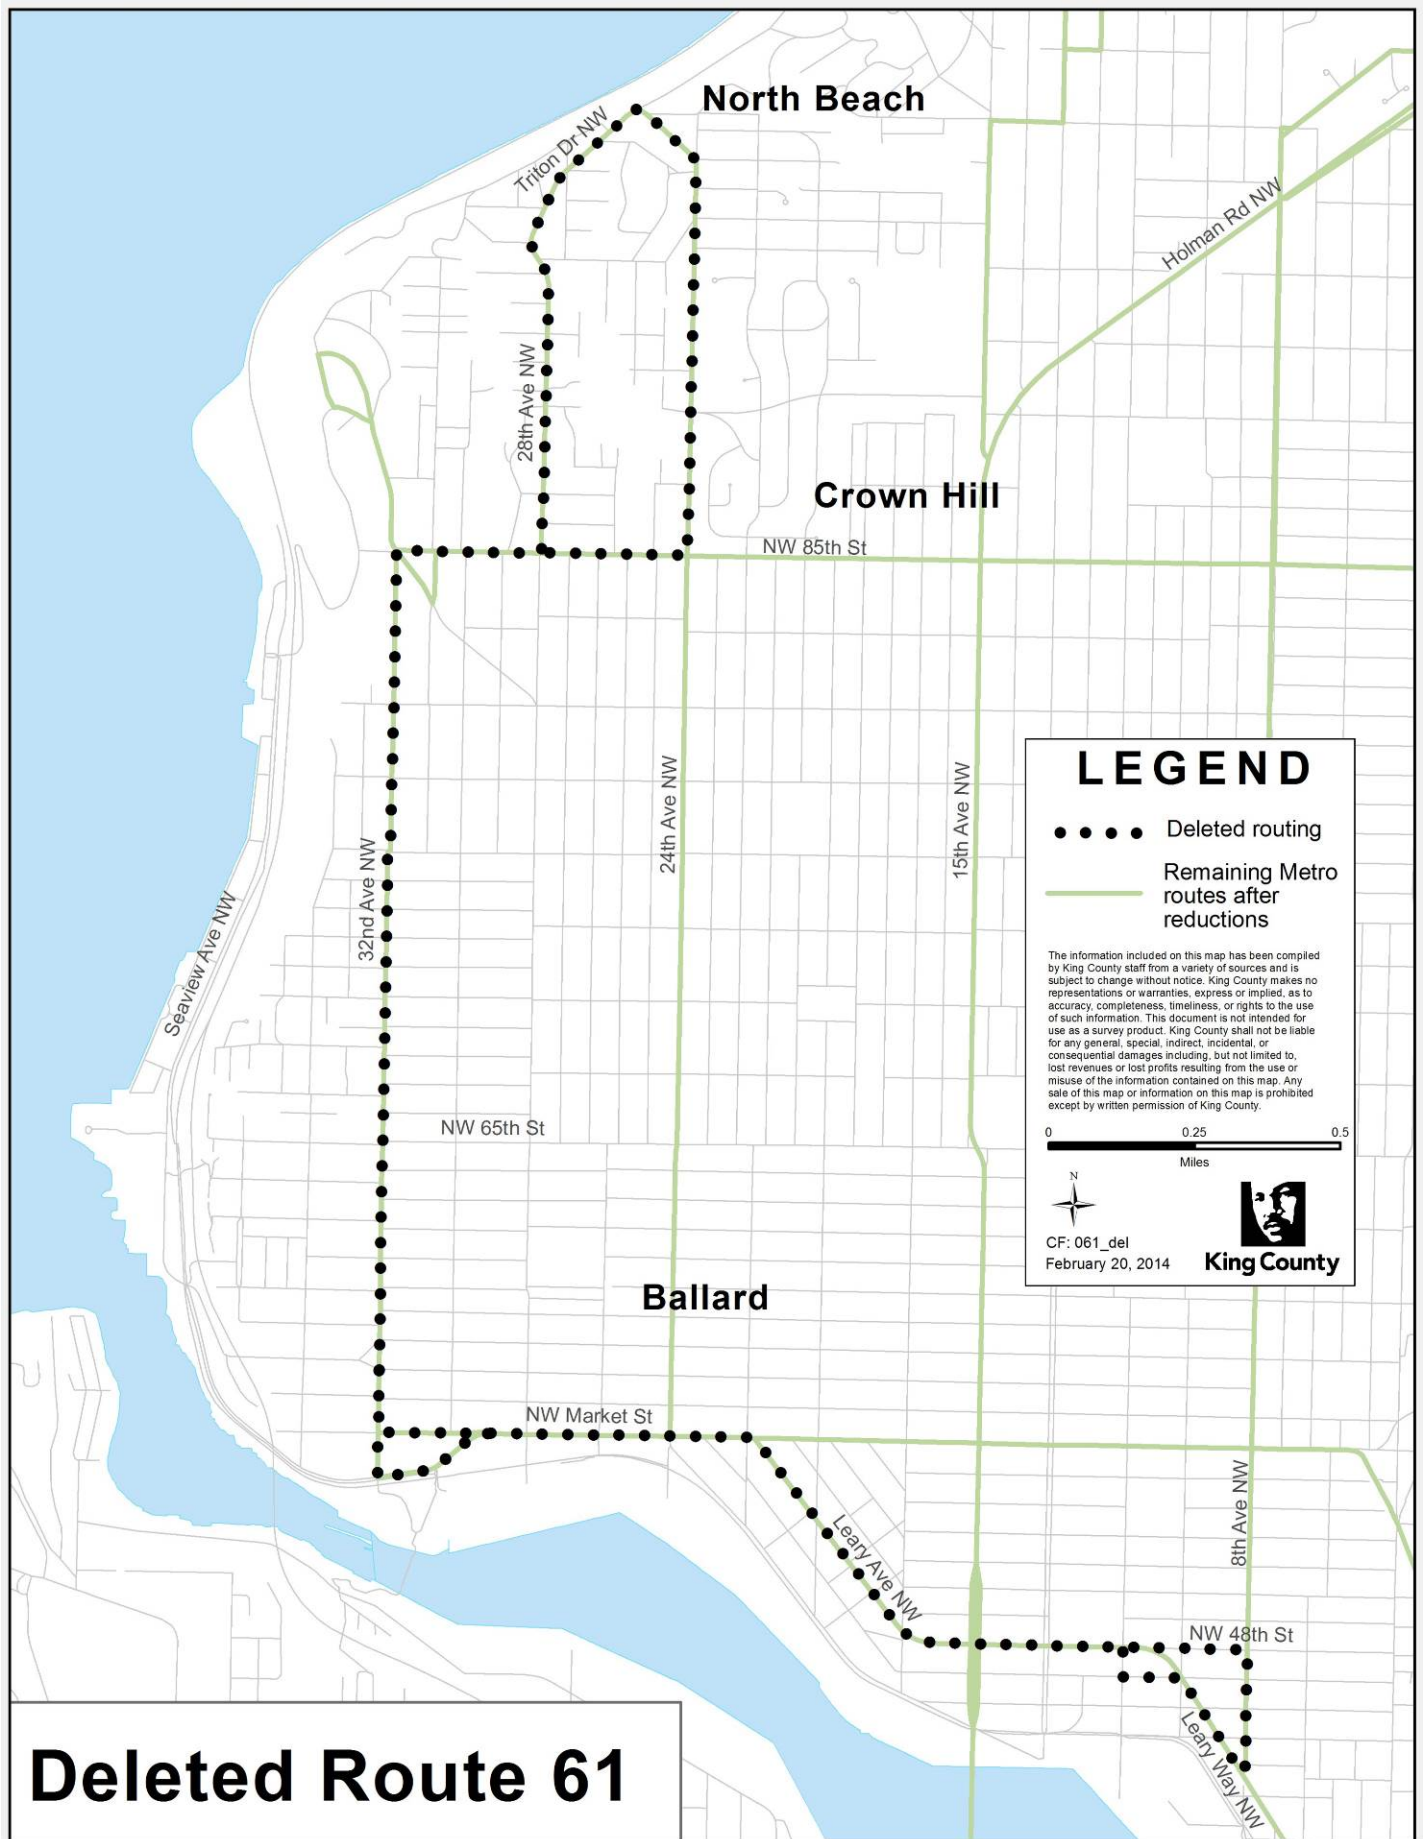 North Beach
Triton Dr NW
Holman Rd NW
28th Ave NW
Crown Hill
NW 85th St
24th Ave NW
15th Ave NW
32nd Ave NW
Seaview Ave NW
NW 65th St
Ballard
NW Market St
Leary Ave NW
8th Ave NW
NW 48th St
Leary Way NW
LEGEND
Deleted routing
Remaining Metro
routes after
reductions
The information included on this map has been compiled
by King County staff from a variety of sources and is
subject to change without notice. King County makes no
representations or warranties, express or implied, as to
accuracy, completeness, timeliness, or rights to the use
of such information. This document is not intended for
use as a survey product. King County shall not be liable
for any general, special, indirect, incidental, or
consequential damages including, but not limited to,
lost revenues or lost profits resulting from the use or
misuse of the information contained on this map. Any
sale of this map or information on this map is prohibited
except by written permission of King County.
0 0.25 0.5
Miles
N
CF: 061_del
February 20, 2014
King County
Deleted Route 61